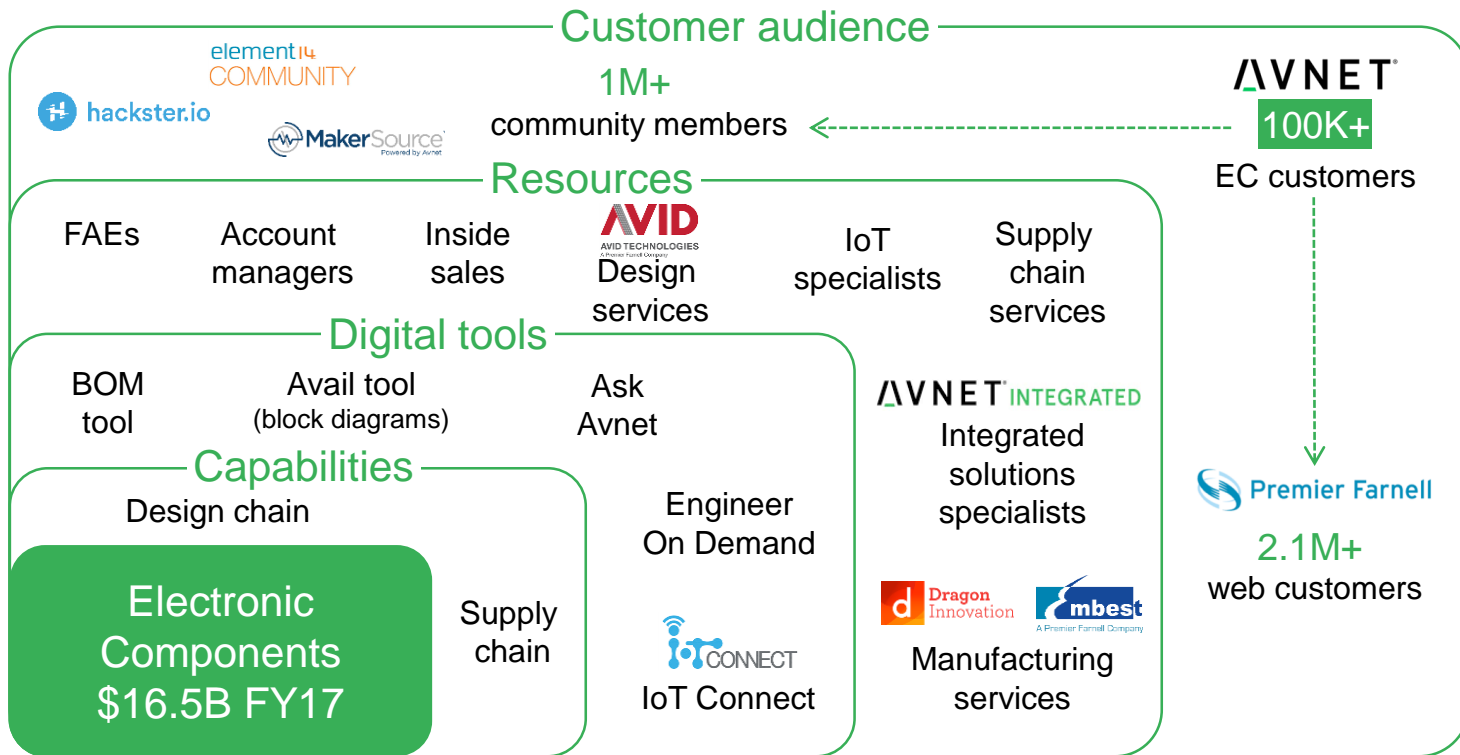 Customer audience
element14
COMMUNITY
hackster.io
MakerSource
Powered by Avnet
1M+
community members
AVNET®
100K+
EC customers
Resources
FAEs
Account
managers
Inside
sales
AVID
AVID TECHNOLOGIES
A Premier Farnell Company
Design
services
IoT
specialists
Supply
chain
services
Digital tools
BOM
tool
Avail tool
(block diagrams)
Ask
Avnet
AVNET® INTEGRATED
Integrated
solutions
specialists
Premier Farnell
2.1M+
web customers
Capabilities
Design chain
Engineer
On Demand
Electronic
Components
$16.5B FY17
Supply
chain
IoT CONNECT
IoT Connect
d Dragon
Innovation
Embest
A Premier Farnell Company
Manufacturing
services